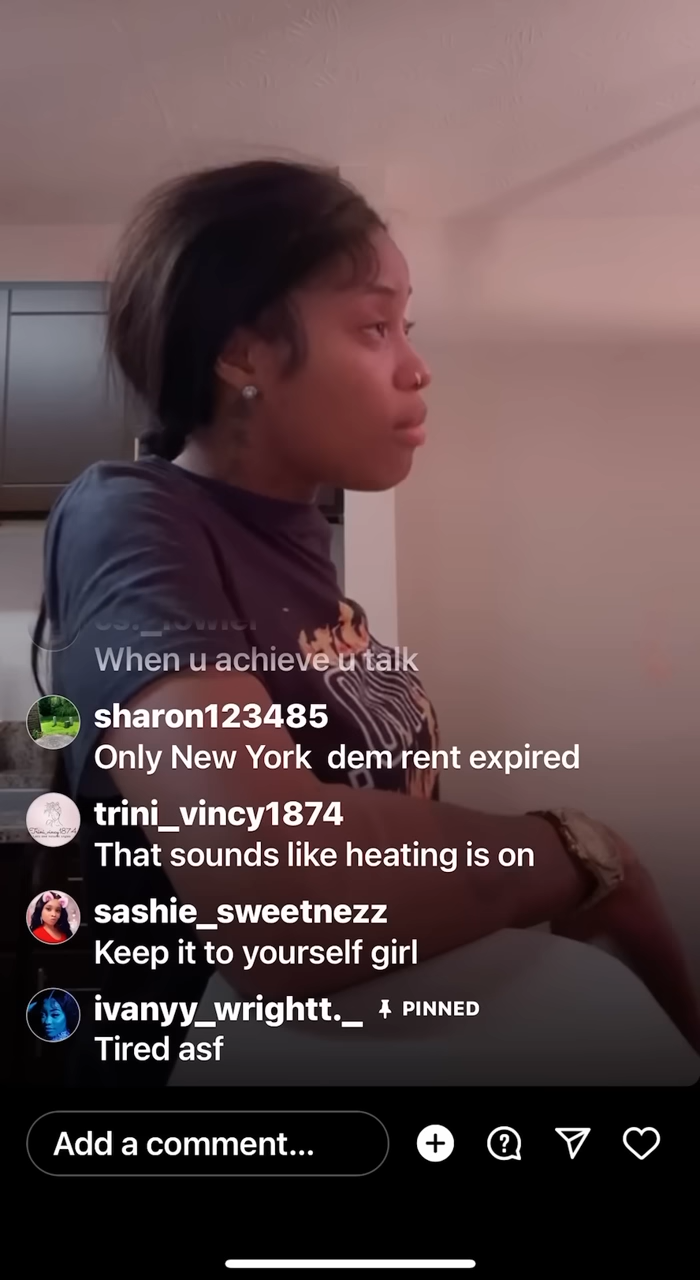 When u achieve u talk
sharon123485
Only New York dem rent expired
trini_vincy1874
That sounds like heating is on
sashie_sweetnezz
Keep it to yourself girl
ivanyy_wrightt._ PINNED
Tired asf
Add a comment...